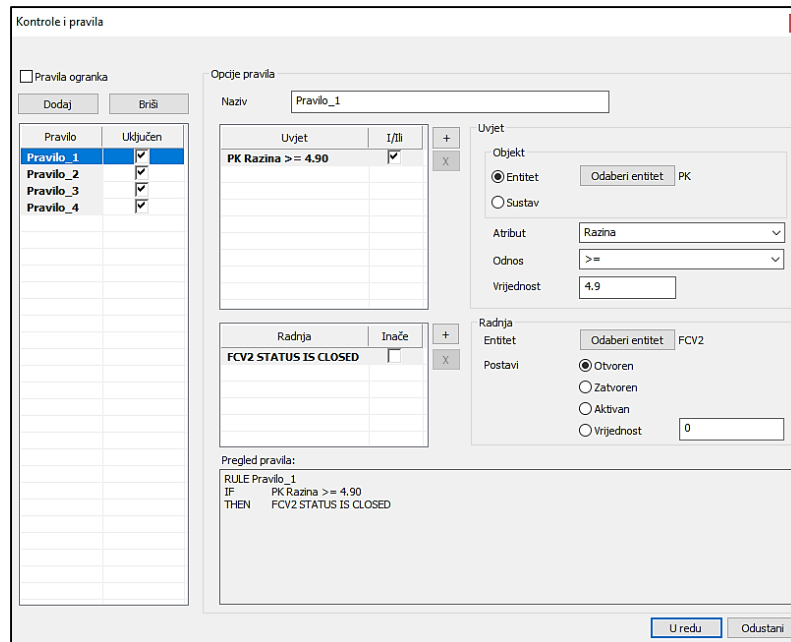 Kontrole i pravila
Pravila ogranka
Dodaj Briši
Pravilo Uključen
Pravilo_1
Pravilo_2
Pravilo_3
Pravilo_4
Opcije pravila
Naziv Pravilo_1
Uvjet I/Ili +
PK Razina >= 4.90 X
Uvjet
Objekt
Entitet Odaberi entitet PK
Sustav
Atribut Razina
Odnos >=
Vrijednost 4.9
Radnja Inače +
FCV2 STATUS IS CLOSED X
Radnja
Entitet Odaberi entitet FCV2
Postavi Otvoren
Zatvoren
Aktivan
Vrijednost 0
Pregled pravila:
RULE Pravilo_1
IF PK Razina >= 4.90
THEN FCV2 STATUS IS CLOSED
U redu Odustani